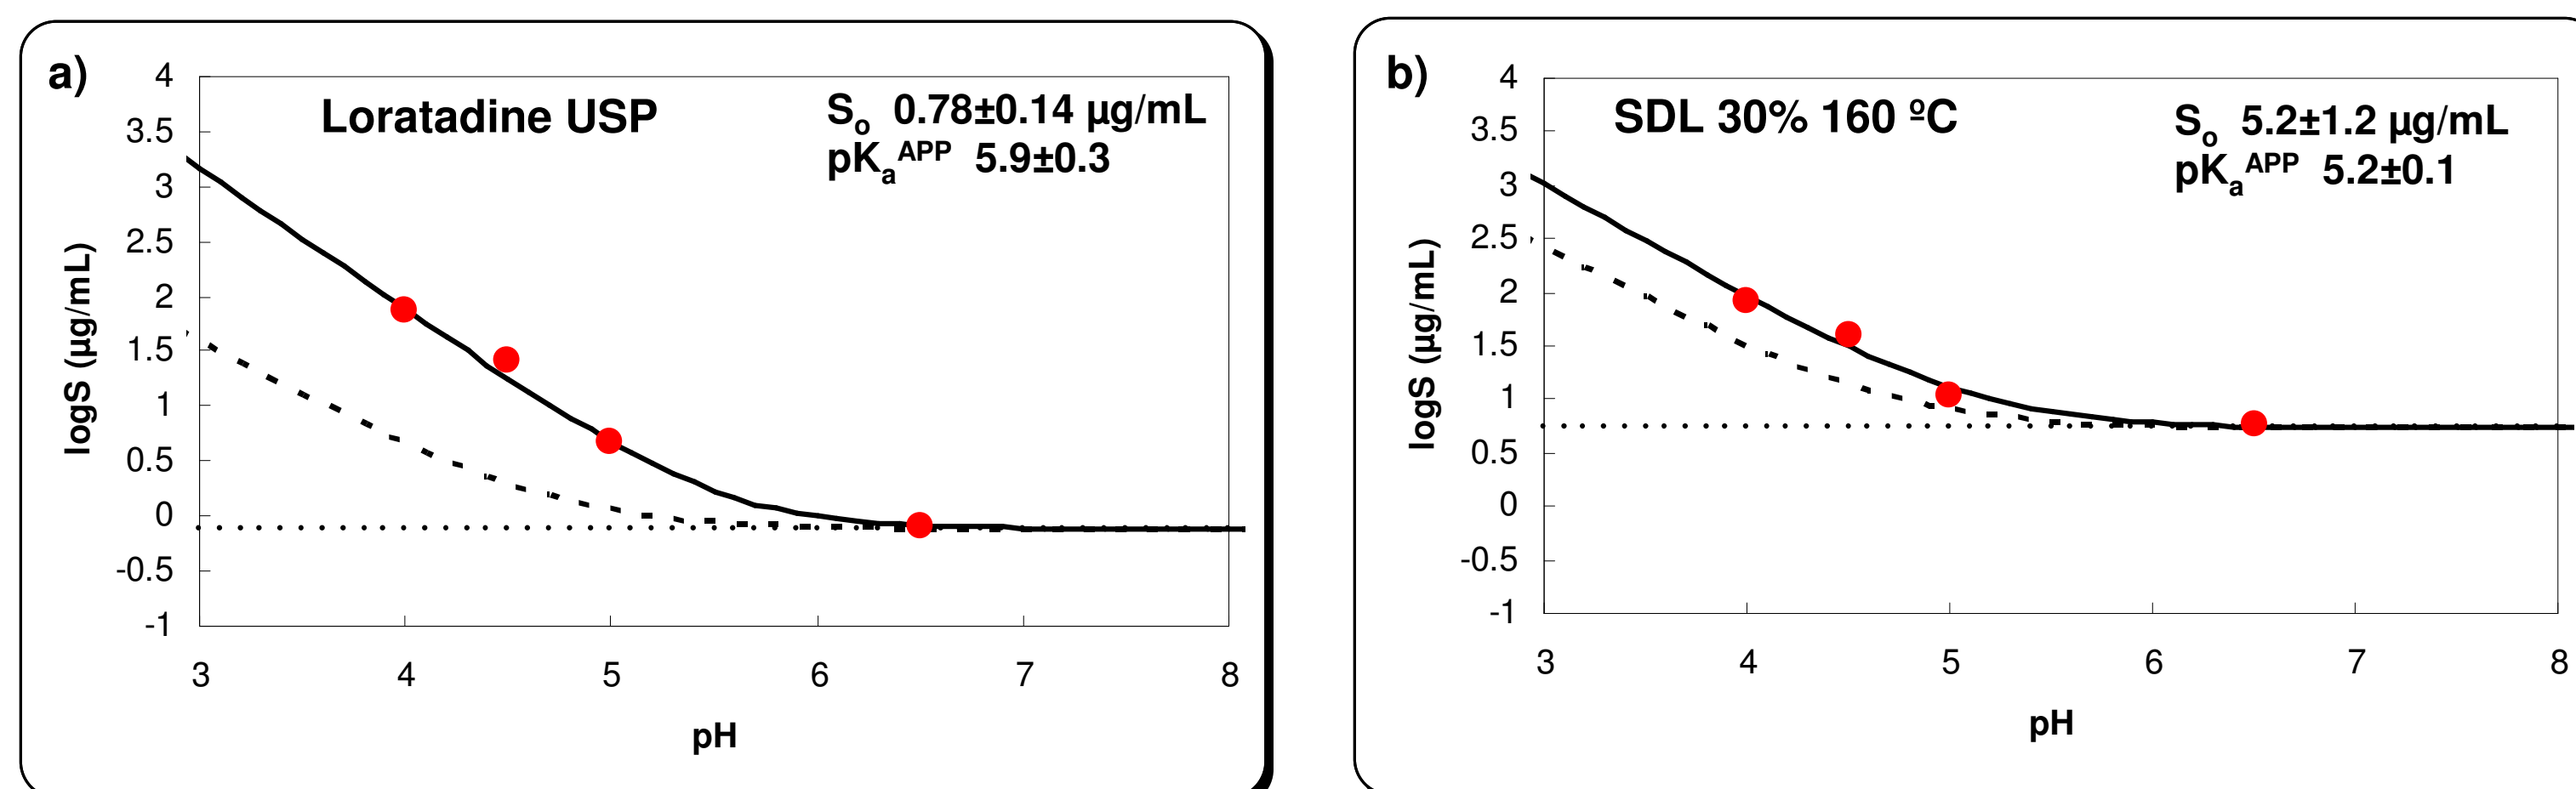 a)
Loratadine USP
So 0.78±0.14 µg/mL
pKaAPP 5.9±0.3
logS (µg/mL)
4
3.5
3
2.5
2
1.5
1
0.5
0
-0.5
-1
3 4 5 6 7 8
pH
b)
SDL 30% 160 ºC
So 5.2±1.2 µg/mL
pKaAPP 5.2±0.1
logS (µg/mL)
4
3.5
3
2.5
2
1.5
1
0.5
0
-0.5
-1
3 4 5 6 7 8
pH